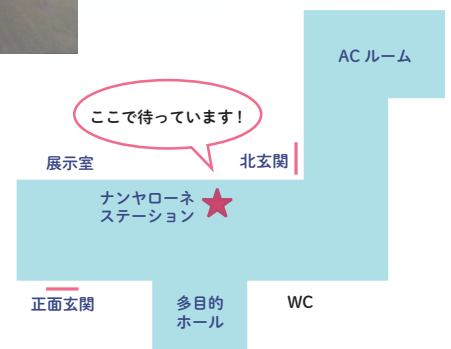 AC ルーム
ここで待っています！
展示室
北玄関
ナンヤローネ
ステーション
正面玄関
多目的
ホール
WC